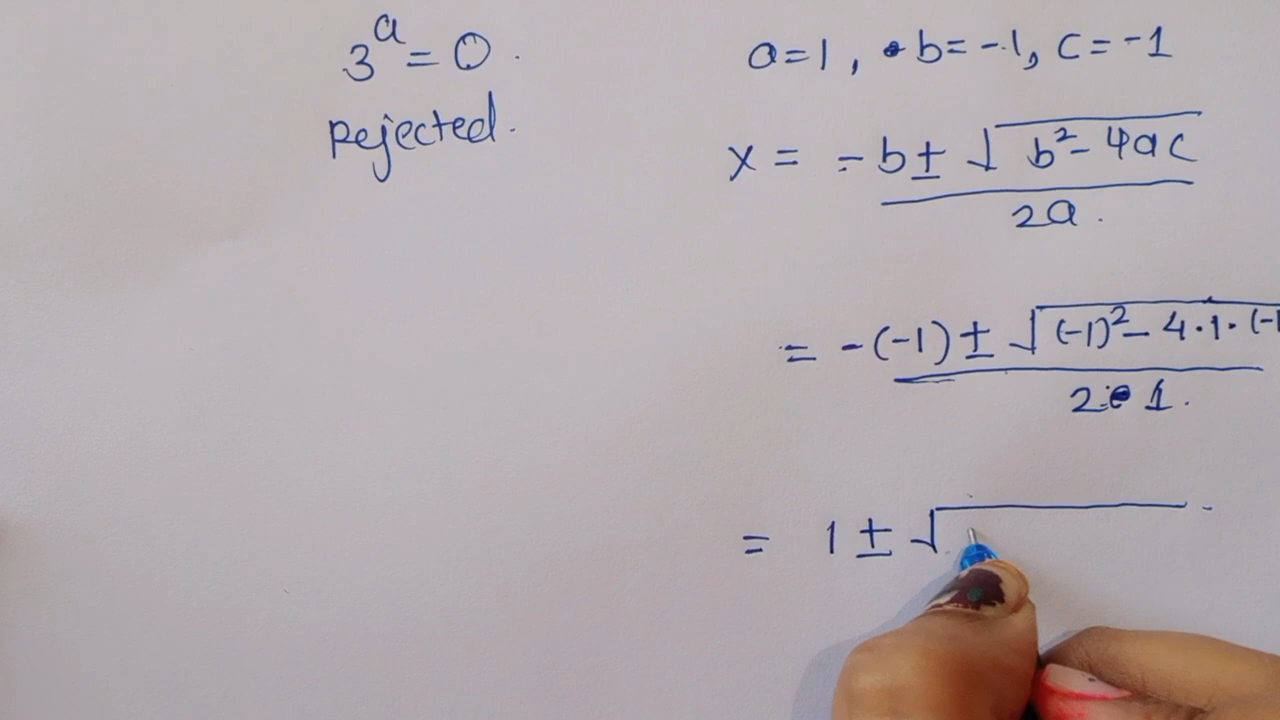 3^a = 0.
Rejected.
a=1, b=-1, c=-1
x = -b ± √(b² - 4ac) / 2a.
= -(-1) ± √((-1)² - 4·1·(-1 / 2·1.
= 1 ± √